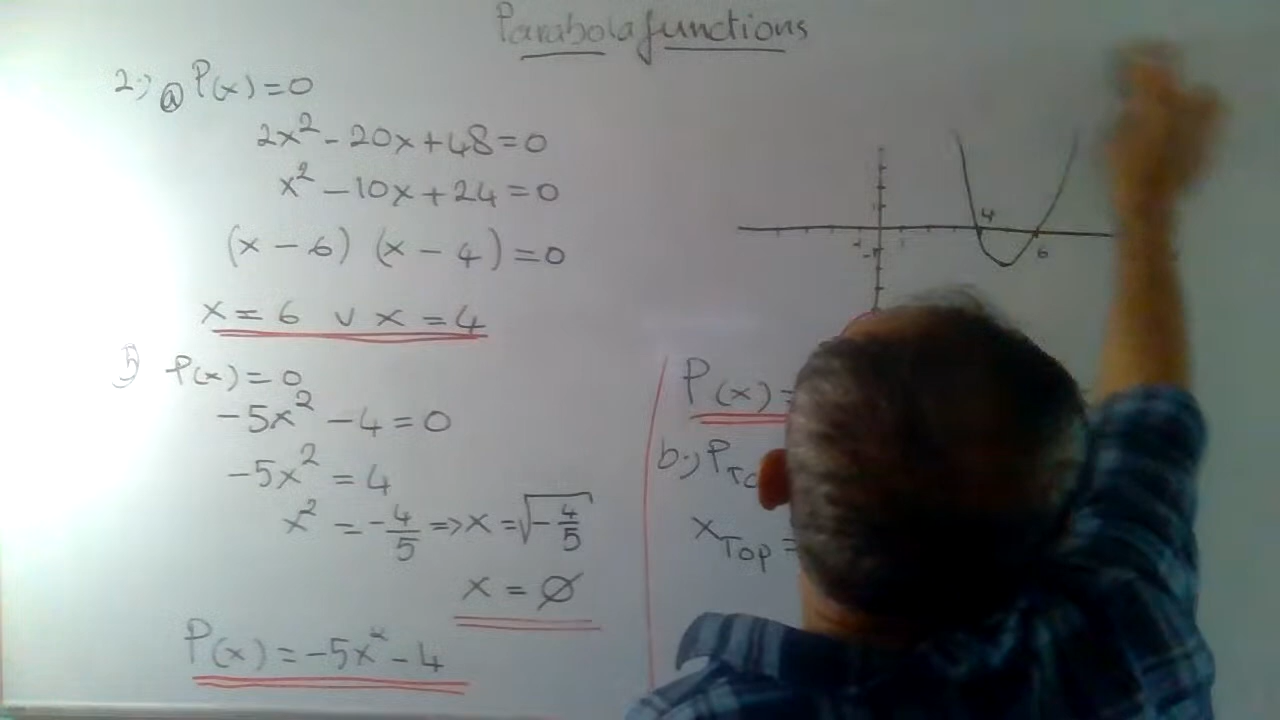 Parabola functions
2:) a P(x)=0
2x² - 20x + 48 = 0
x² - 10x + 24 = 0
(x - 6) (x - 4) = 0
x = 6 ∨ x = 4
b) P(x) = 0
-5x² - 4 = 0
-5x² = 4
x² = -4/5 => x = √-4/5
x = ∅
P(x) = -5x² - 4
4
6
P(x)=
b:) P
xTop =